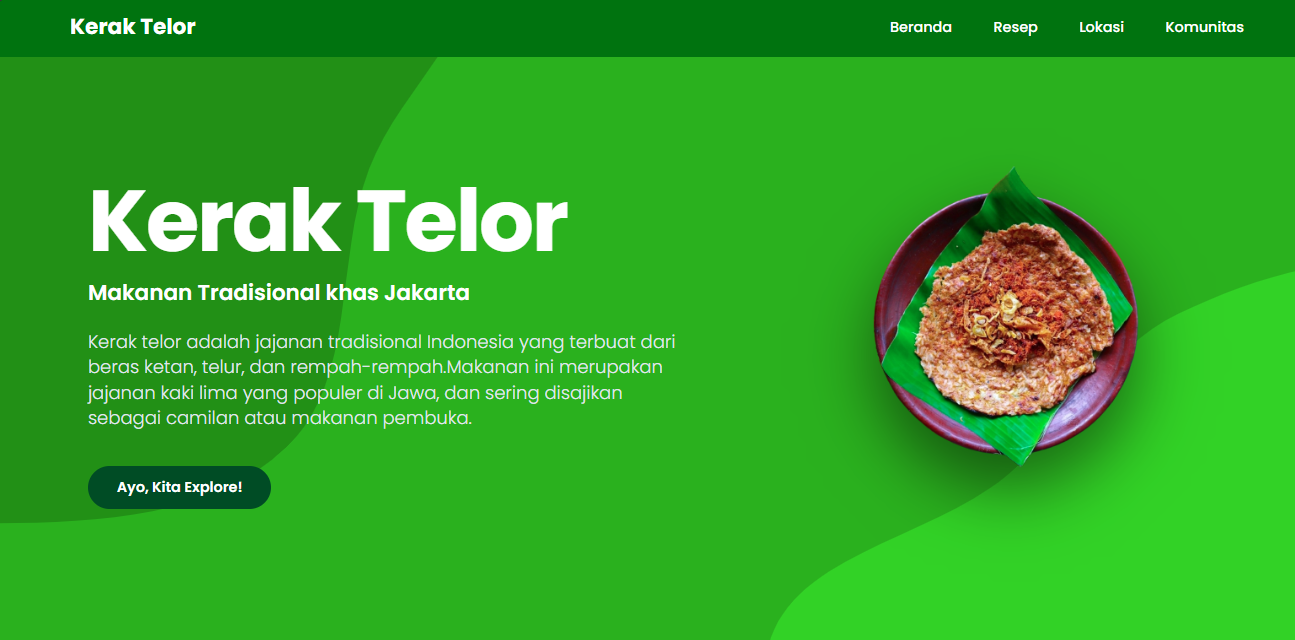 Kerak Telor
Beranda
Resep
Lokasi
Komunitas
Kerak Telor
Makanan Tradisional khas Jakarta
Kerak telor adalah jajanan tradisional Indonesia yang terbuat dari
beras ketan, telur, dan rempah-rempah.Makanan ini merupakan
jajanan kaki lima yang populer di Jawa, dan sering disajikan
sebagai camilan atau makanan pembuka.
Ayo, Kita Explore!